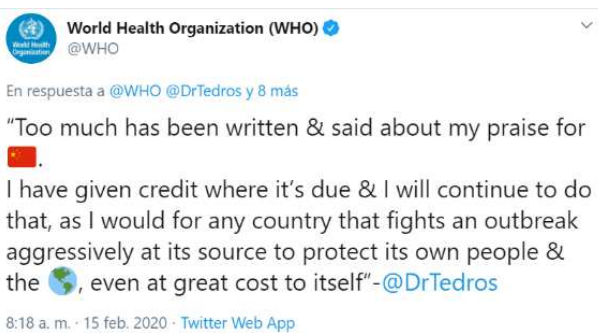 World Health Organization (WHO)
@WHO
World Health
Organization
En respuesta a @WHO @DrTedros y 8 más
“Too much has been written & said about my praise for
🇨🇳.
I have given credit where it’s due & I will continue to do
that, as I would for any country that fights an outbreak
aggressively at its source to protect its own people &
the 🌎, even at great cost to itself”-@DrTedros
8:18 a. m. · 15 feb. 2020 · Twitter Web App